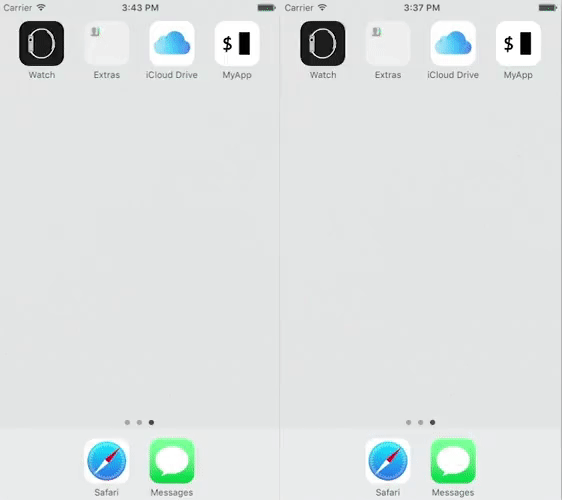 Carrier 3:43 PM
Watch Extras iCloud Drive MyApp
$
Safari Messages
Carrier 3:37 PM
Watch Extras iCloud Drive MyApp
$
Safari Messages